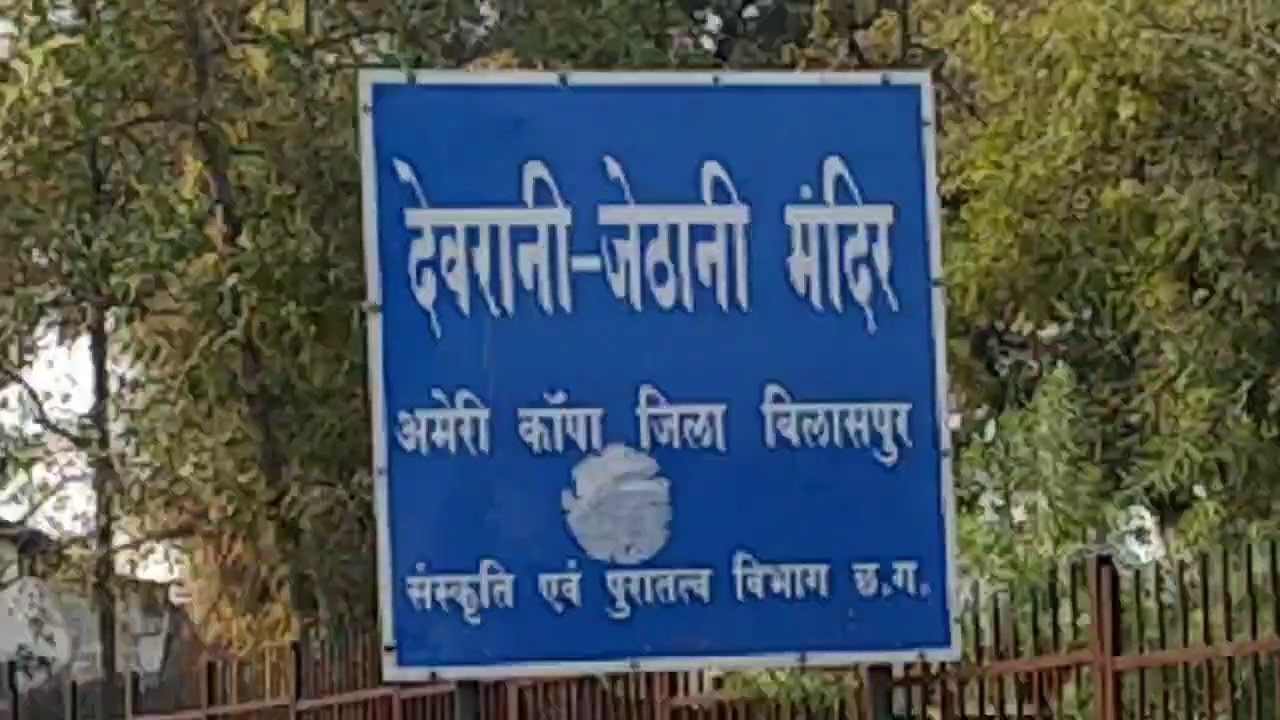 देवरानी-जेठानी मंदिर
अमेरी कॉपा जिला बिलासपुर
संस्कृति एवं पुरातत्व विभाग छ.ग.